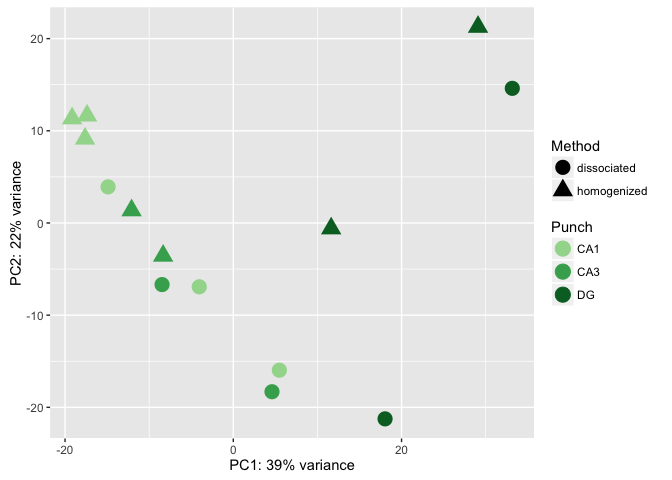 20
10
0
-10
-20
-20
0
20
PC1: 39% variance
PC2: 22% variance
Method
dissociated
homogenized
Punch
CA1
CA3
DG